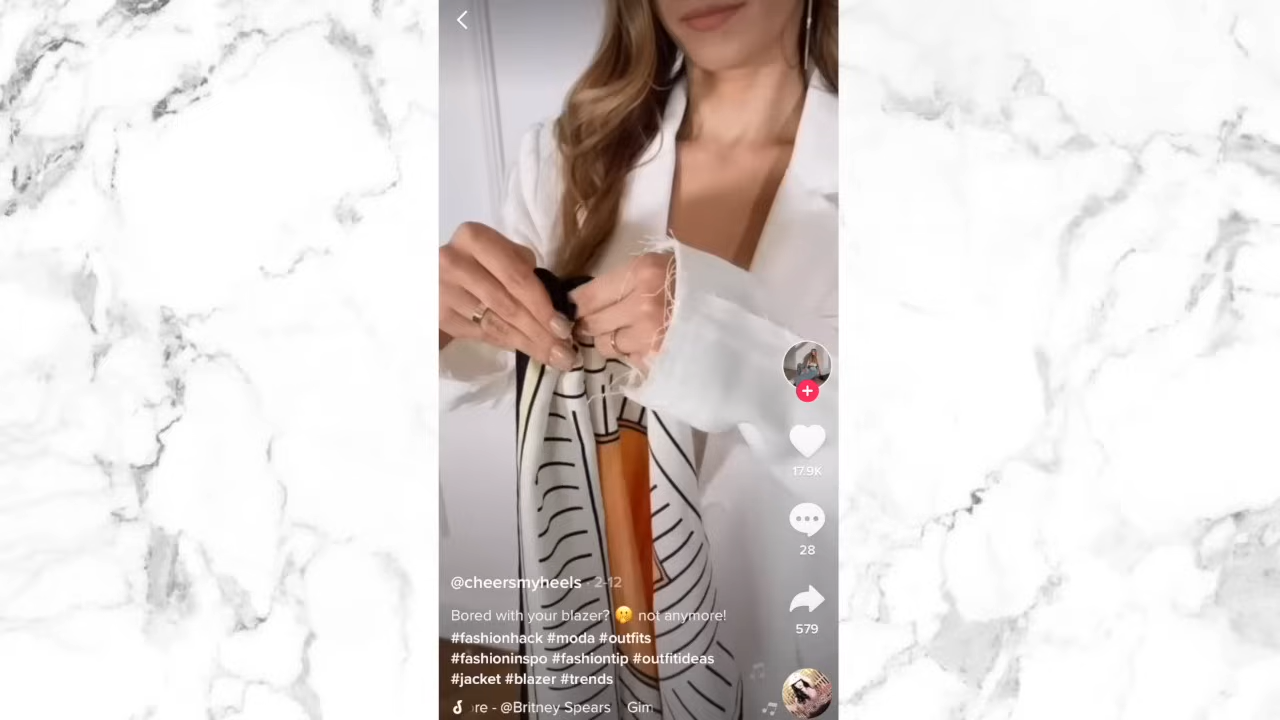 17.9K
28
579
@cheersmyheels · 2-12
Bored with your blazer? 🤭 not anymore!
#fashionhack #moda #outfits
#fashioninspo #fashiontip #outfitideas
#jacket #blazer #trends
re - @Britney Spears Gim